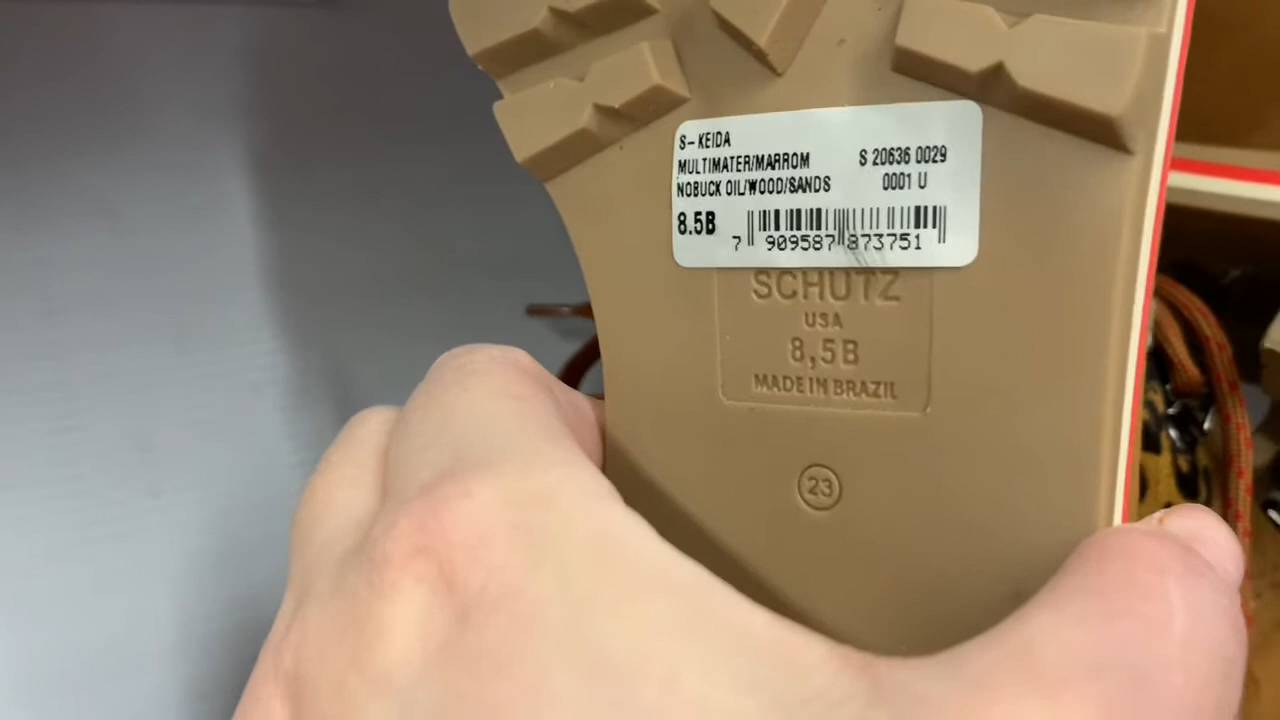 S-KEIDA
MULTIMATER/MARROM S 20636 0029
NOBUCK OIL/WOOD/SANDS 0001 U
8.5B
7 909587 873751
SCHUTZ
USA
8,5B
MADE IN BRAZIL
23